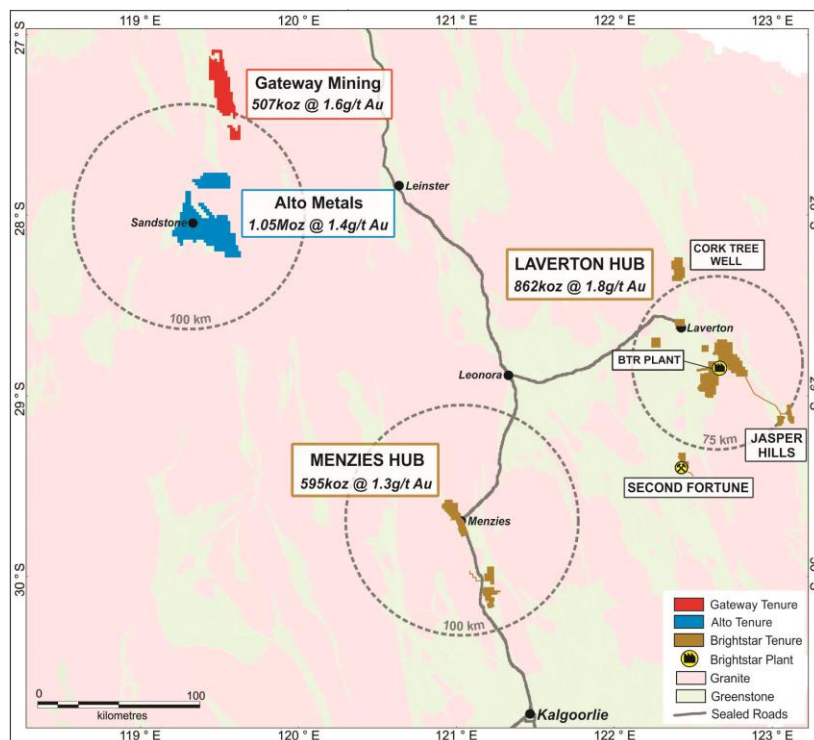 119 ° E
120 ° E
121 ° E
122 ° E
123 ° E
27° S
Gateway Mining
507koz @ 1.6g/t Au
Leinster
Alto Metals
1.05Moz @ 1.4g/t Au
Sandstone
28° S
100 km
CORK TREE
WELL
LAVERTON HUB
862koz @ 1.8g/t Au
Laverton
BTR PLANT
Leonora
29° S
75 km
JASPER
HILLS
MENZIES HUB
595koz @ 1.3g/t Au
SECOND FORTUNE
Menzies
30° S
100 km
Gateway Tenure
Alto Tenure
Brightstar Tenure
Brightstar Plant
Granite
Greenstone
Sealed Roads
0
100
kilometres
Kalgoorlie
119 ° E
120 ° E
121 ° E
122 ° E
123 ° E